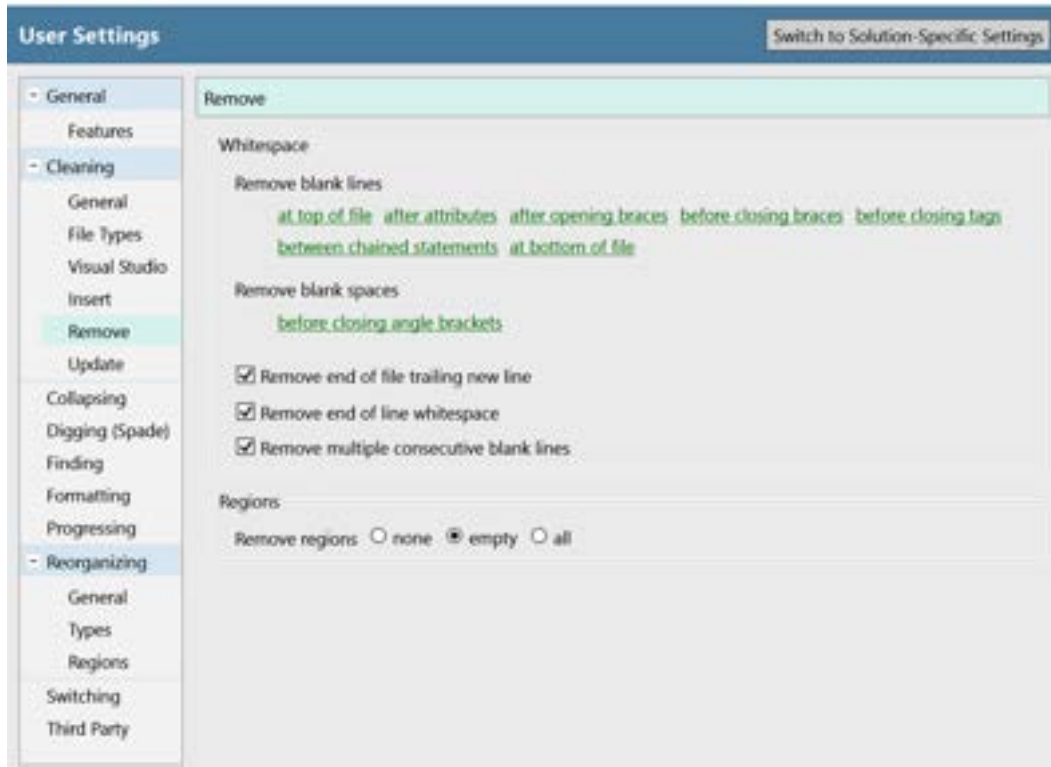 User Settings
Switch to Solution-Specific Settings
- General
Features
- Cleaning
General
File Types
Visual Studio
Insert
Remove
Update
Collapsing
Digging (Spade)
Finding
Formatting
Progressing
- Reorganizing
General
Types
Regions
Switching
Third Party
Remove
Whitespace
Remove blank lines
at top of file after attributes after opening braces before closing braces before closing tags
between chained statements at bottom of file
Remove blank spaces
before closing angle brackets
Remove end of file trailing new line
Remove end of line whitespace
Remove multiple consecutive blank lines
Regions
Remove regions none empty all